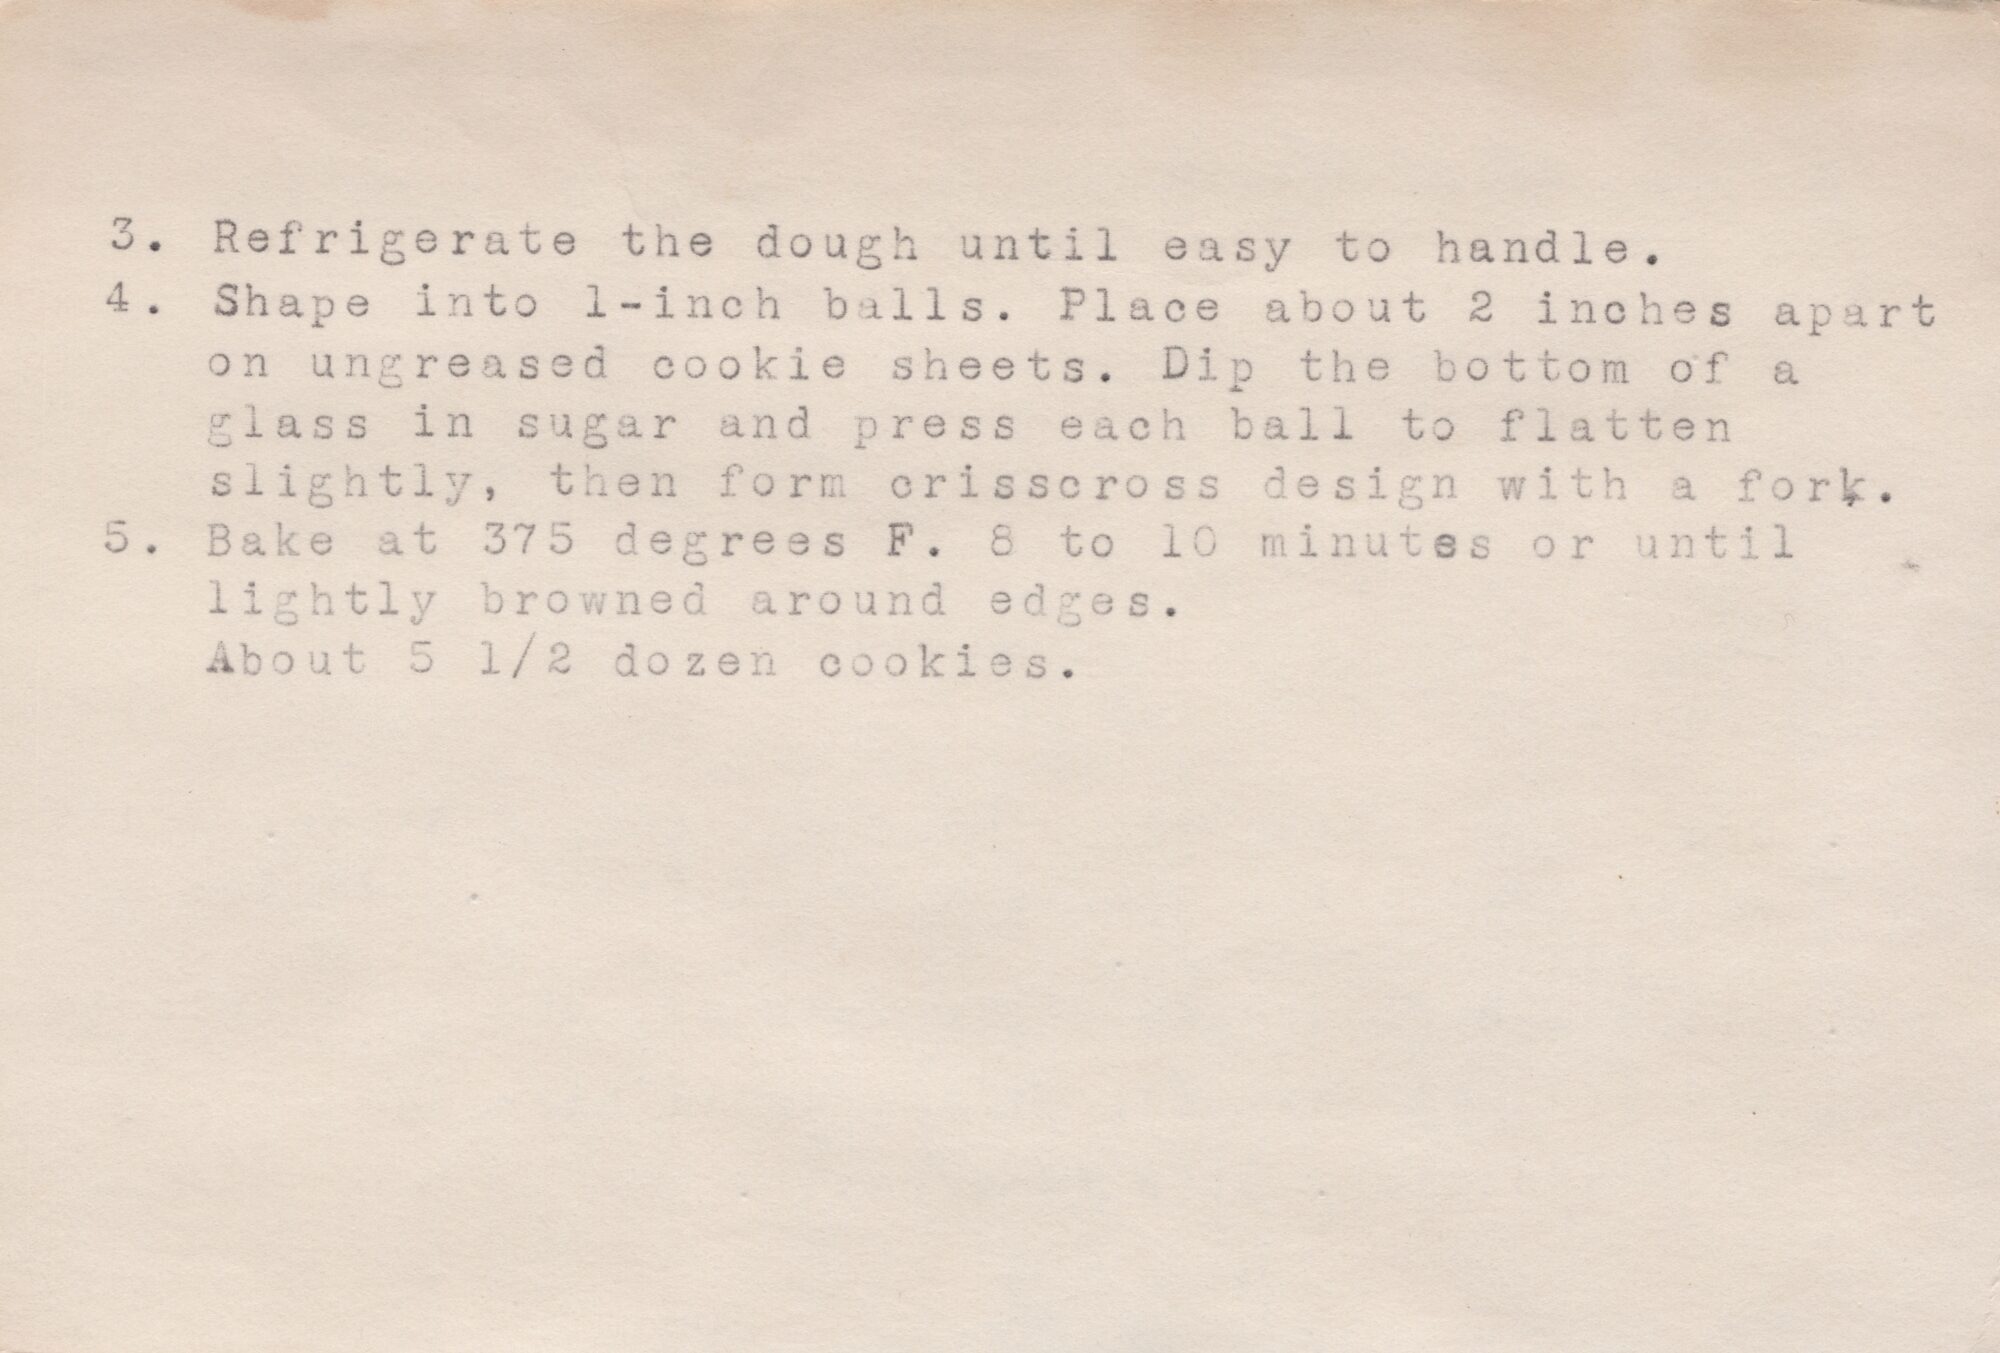 3. Refrigerate the dough until easy to handle.
4. Shape into 1-inch balls. Place about 2 inches apart
on ungreased cookie sheets. Dip the bottom of a
glass in sugar and press each ball to flatten
slightly, then form crisscross design with a fork.
5. Bake at 375 degrees F. 8 to 10 minutes or until
lightly browned around edges.
About 5 1/2 dozen cookies.